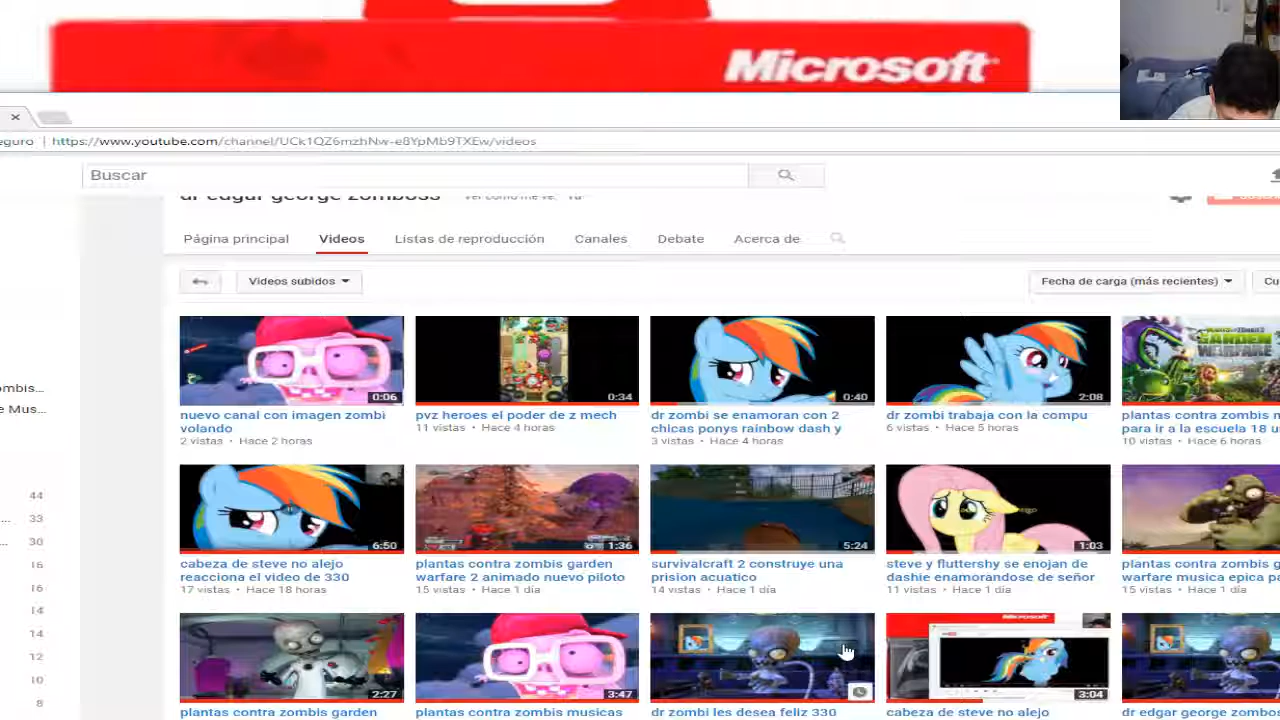 Microsoft
eguro | https://www.youtube.com/channel/UCk1QZ6mzhNw-e8YpMb9TXEw/videos
Buscar
dr edgar george zomboss
Página principal Videos Listas de reproducción Canales Debate Acerca de
Videos subidos Fecha de carga (más recientes) Cu
0:06 0:34 0:40 2:08 GARDEN WARFARE
nuevo canal con imagen zombi pvz heroes el poder de z mech dr zombi se enamoran con 2 dr zombi trabaja con la compu plantas contra zombis n
volando 11 vistas • Hace 4 horas chicas ponys rainbow dash y 6 vistas • Hace 5 horas para ir a la escuela 18 u
2 vistas • Hace 2 horas 3 vistas • Hace 4 horas 10 vistas • Hace 6 horas
ombis...
e Mus...
44
33
30
16
16
14
14
12
10
8
6:50 1:36 5:24 1:03
cabeza de steve no alejo plantas contra zombis garden survivalcraft 2 construye una steve y fluttershy se enojan de plantas contra zombis g
reacciona el video de 330 warfare 2 animado nuevo piloto prision acuatico dashie enamorandose de señor warfare musica epica pa
17 vistas • Hace 18 horas 15 vistas • Hace 1 día 14 vistas • Hace 1 día 11 vistas • Hace 1 día 15 vistas • Hace 1 día
Microsoft
2:27 3:47 3:04
plantas contra zombis garden plantas contra zombis musicas dr zombi les desea feliz 330 cabeza de steve no alejo dr edgar george zombos